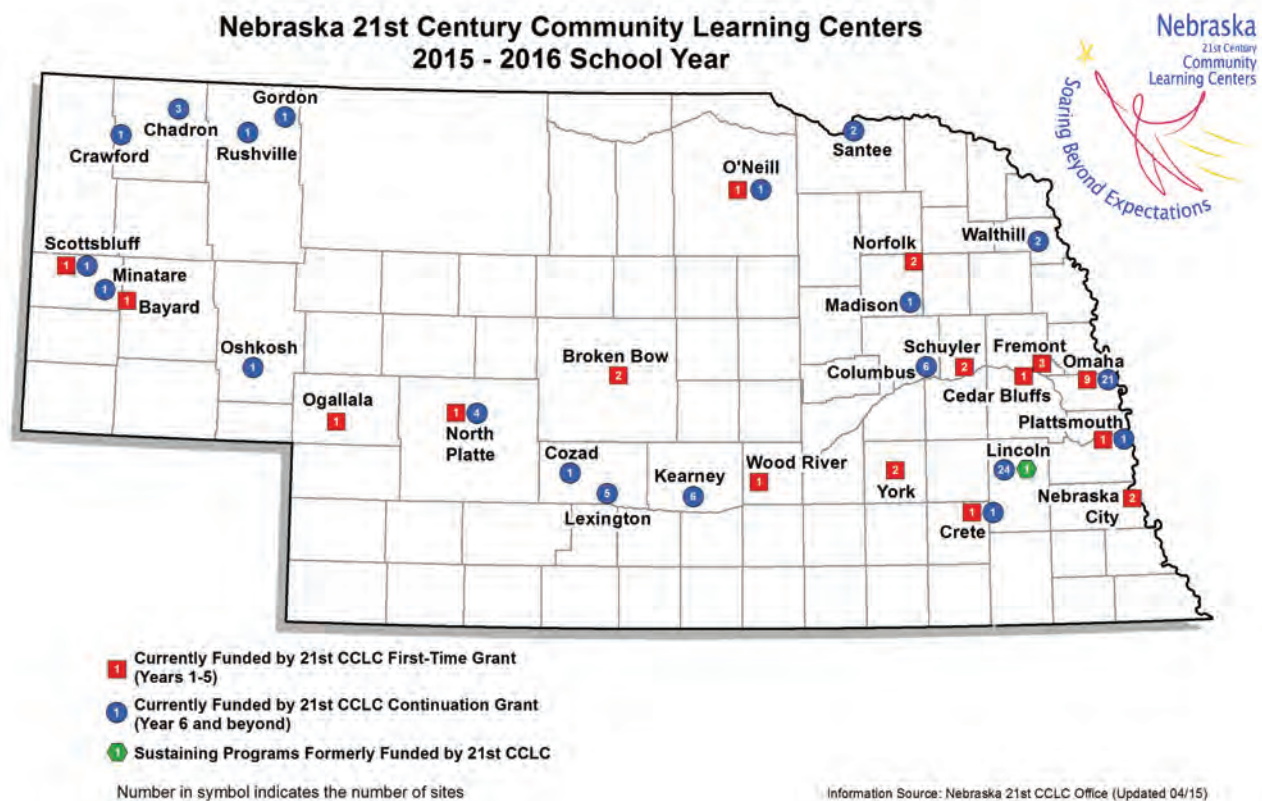 Nebraska 21st Century Community Learning Centers
2015 - 2016 School Year
Nebraska
21st Century
Community
Learning Centers
Soaring Beyond Expectations
Gordon
1
3
Chadron
1
Crawford
1
Rushville
2
Santee
O'Neill
1 1
Walthill
2
Norfolk
2
Scottsbluff
1 1
Minatare
1
1
Bayard
Madison
1
Oshkosh
1
Broken Bow
2
Columbus
6
Schuyler
2
Fremont
3
1
Cedar Bluffs
Omaha
9 21
Ogallala
1
1 4
North
Platte
Plattsmouth
1 1
Lincoln
24 1
Cozad
1
5
Lexington
Kearney
6
Wood River
1
2
York
Nebraska
City
2
1 1
Crete
1 Currently Funded by 21st CCLC First-Time Grant
(Years 1-5)
1 Currently Funded by 21st CCLC Continuation Grant
(Year 6 and beyond)
1 Sustaining Programs Formerly Funded by 21st CCLC
Number in symbol indicates the number of sites
Information Source: Nebraska 21st CCLC Office (Updated 04/15)